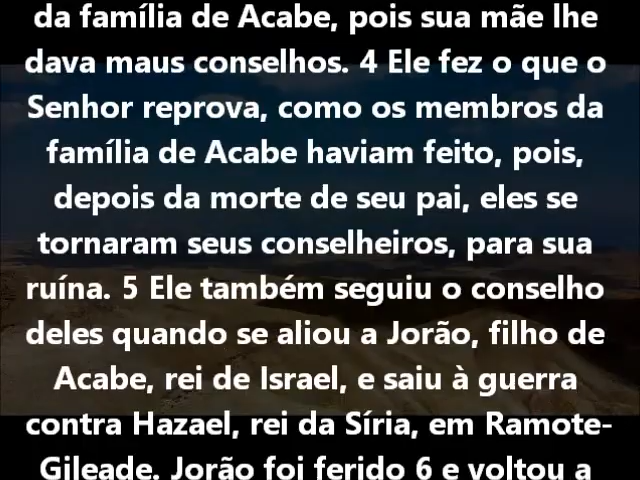 da família de Acabe, pois sua mãe lhe
dava maus conselhos. 4 Ele fez o que o
Senhor reprova, como os membros da
família de Acabe haviam feito, pois,
depois da morte de seu pai, eles se
tornaram seus conselheiros, para sua
ruína. 5 Ele também seguiu o conselho
deles quando se aliou a Jorão, filho de
Acabe, rei de Israel, e saiu à guerra
contra Hazael, rei da Síria, em Ramote-
Gileade. Jorão foi ferido 6 e voltou a